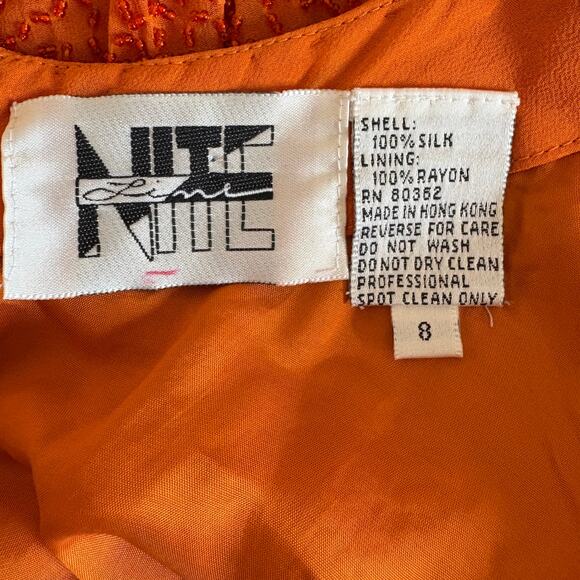 NITE
Line
SHELL:
100% SILK
LINING:
100% RAYON
RN 80362
MADE IN HONG KONG
REVERSE FOR CARE
DO NOT WASH
DO NOT DRY CLEAN
PROFESSIONAL
SPOT CLEAN ONLY
8